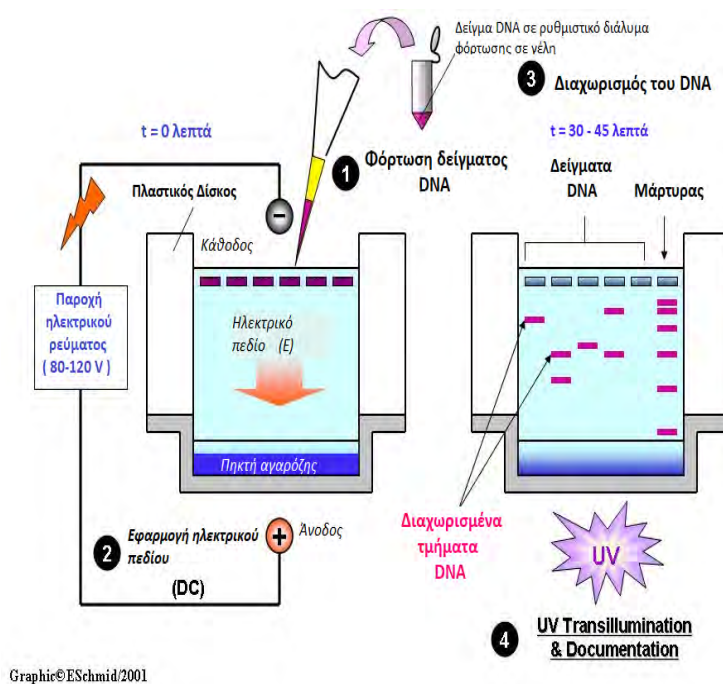 Δείγμα DNA σε ρυθμιστικό διάλυμα
φόρτωσης σε γέλη
3 Διαχωρισμός του DNA
t = 0 λεπτά
t = 30 - 45 λεπτά
1 Φόρτωση δείγματος
DNA
Πλαστικός Δίσκος
Δείγματα
DNA
Μάρτυρας
−
Κάθοδος
Παροχή
ηλεκτρικού
ρεύματος
( 80-120 V )
Ηλεκτρικό
πεδίο (Ε)
Πηκτή αγαρόζης
2 Εφαρμογή ηλεκτρικού
πεδίου
(DC)
+
Άνοδος
Διαχωρισμένα
τμήματα
DNA
UV
4 UV Transillumination
& Documentation
Graphic©ESchmid/2001